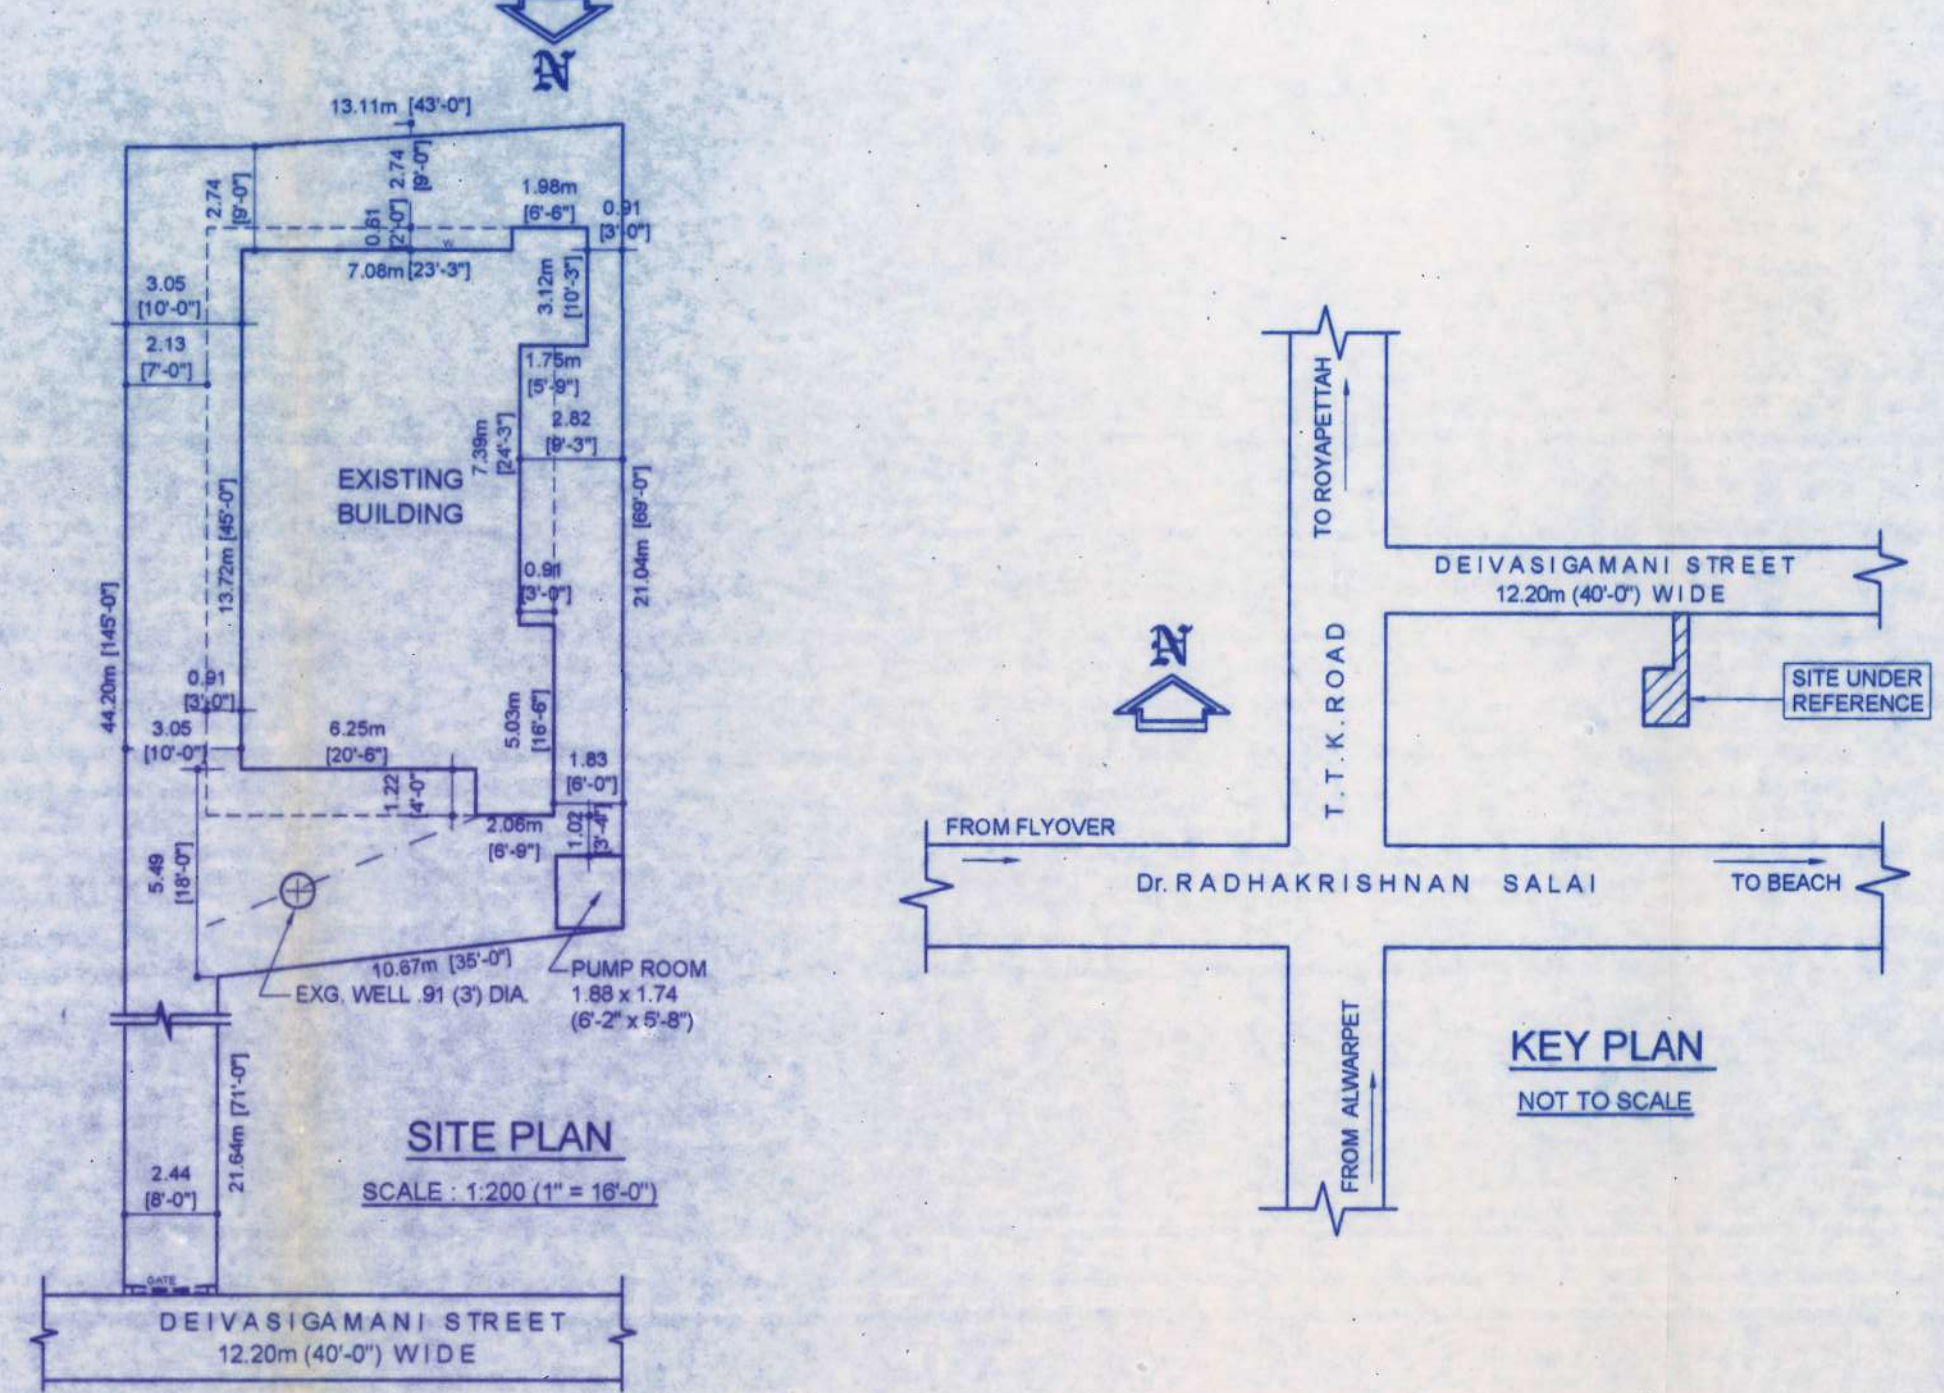 N
13.11m [43'-0"]
2.74
[9'-0"]
2.74
[9'-0"]
0.61
[2'-0"]
1.98m
[6'-6"]
0.91
[3'-0"]
7.08m [23'-3"]
3.12m
[10'-3"]
3.05
[10'-0"]
2.13
[7'-0"]
1.75m
[5'-9"]
2.82
[9'-3"]
7.39m
[24'-3"]
EXISTING
BUILDING
13.72m [45'-0"]
21.04m [69'-0"]
44.20m [145'-0"]
0.91
[3'-0"]
0.91
[3'-0"]
3.05
[10'-0"]
6.25m
[20'-6"]
5.03m
[16'-6"]
1.83
[6'-0"]
1.22
[4'-0"]
2.06m
[6'-9"]
1.02
[3'-4"]
5.49
[18'-0"]
10.67m [35'-0"]
EXG. WELL .91 (3') DIA.
PUMP ROOM
1.88 x 1.74
(6'-2" x 5'-8")
21.64m [71'-0"]
2.44
[8'-0"]
SITE PLAN
SCALE : 1:200 (1" = 16'-0")
GATE
DEIVASIGAMANI STREET
12.20m (40'-0") WIDE
TO ROYAPETTAH
DEIVASIGAMANI STREET
12.20m (40'-0") WIDE
N
T.T.K.ROAD
SITE UNDER
REFERENCE
FROM FLYOVER
Dr. RADHAKRISHNAN SALAI
TO BEACH
FROM ALWARPET
KEY PLAN
NOT TO SCALE